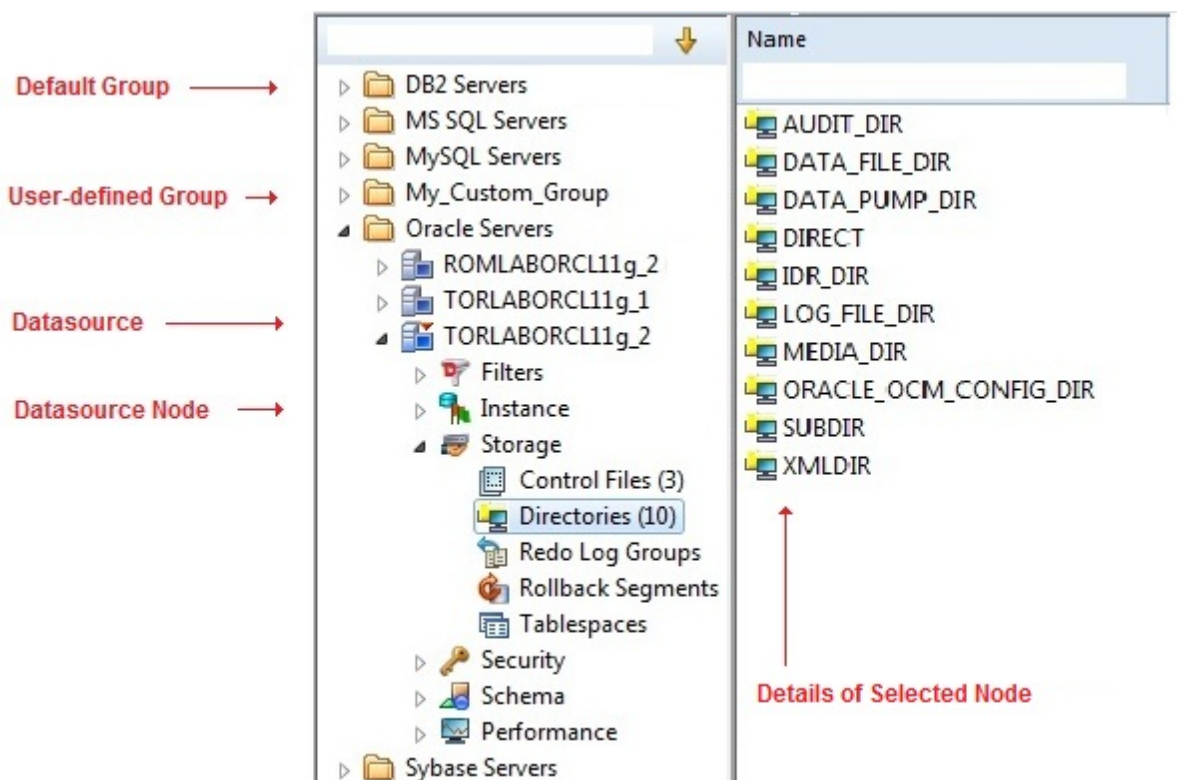 Default Group
User-defined Group
Datasource
Datasource Node
DB2 Servers
MS SQL Servers
MySQL Servers
My_Custom_Group
Oracle Servers
ROMLABORCL11g_2
TORLABORCL11g_1
TORLABORCL11g_2
Filters
Instance
Storage
Control Files (3)
Directories (10)
Redo Log Groups
Rollback Segments
Tablespaces
Security
Schema
Performance
Sybase Servers
Name
AUDIT_DIR
DATA_FILE_DIR
DATA_PUMP_DIR
DIRECT
IDR_DIR
LOG_FILE_DIR
MEDIA_DIR
ORACLE_OCM_CONFIG_DIR
SUBDIR
XMLDIR
Details of Selected Node